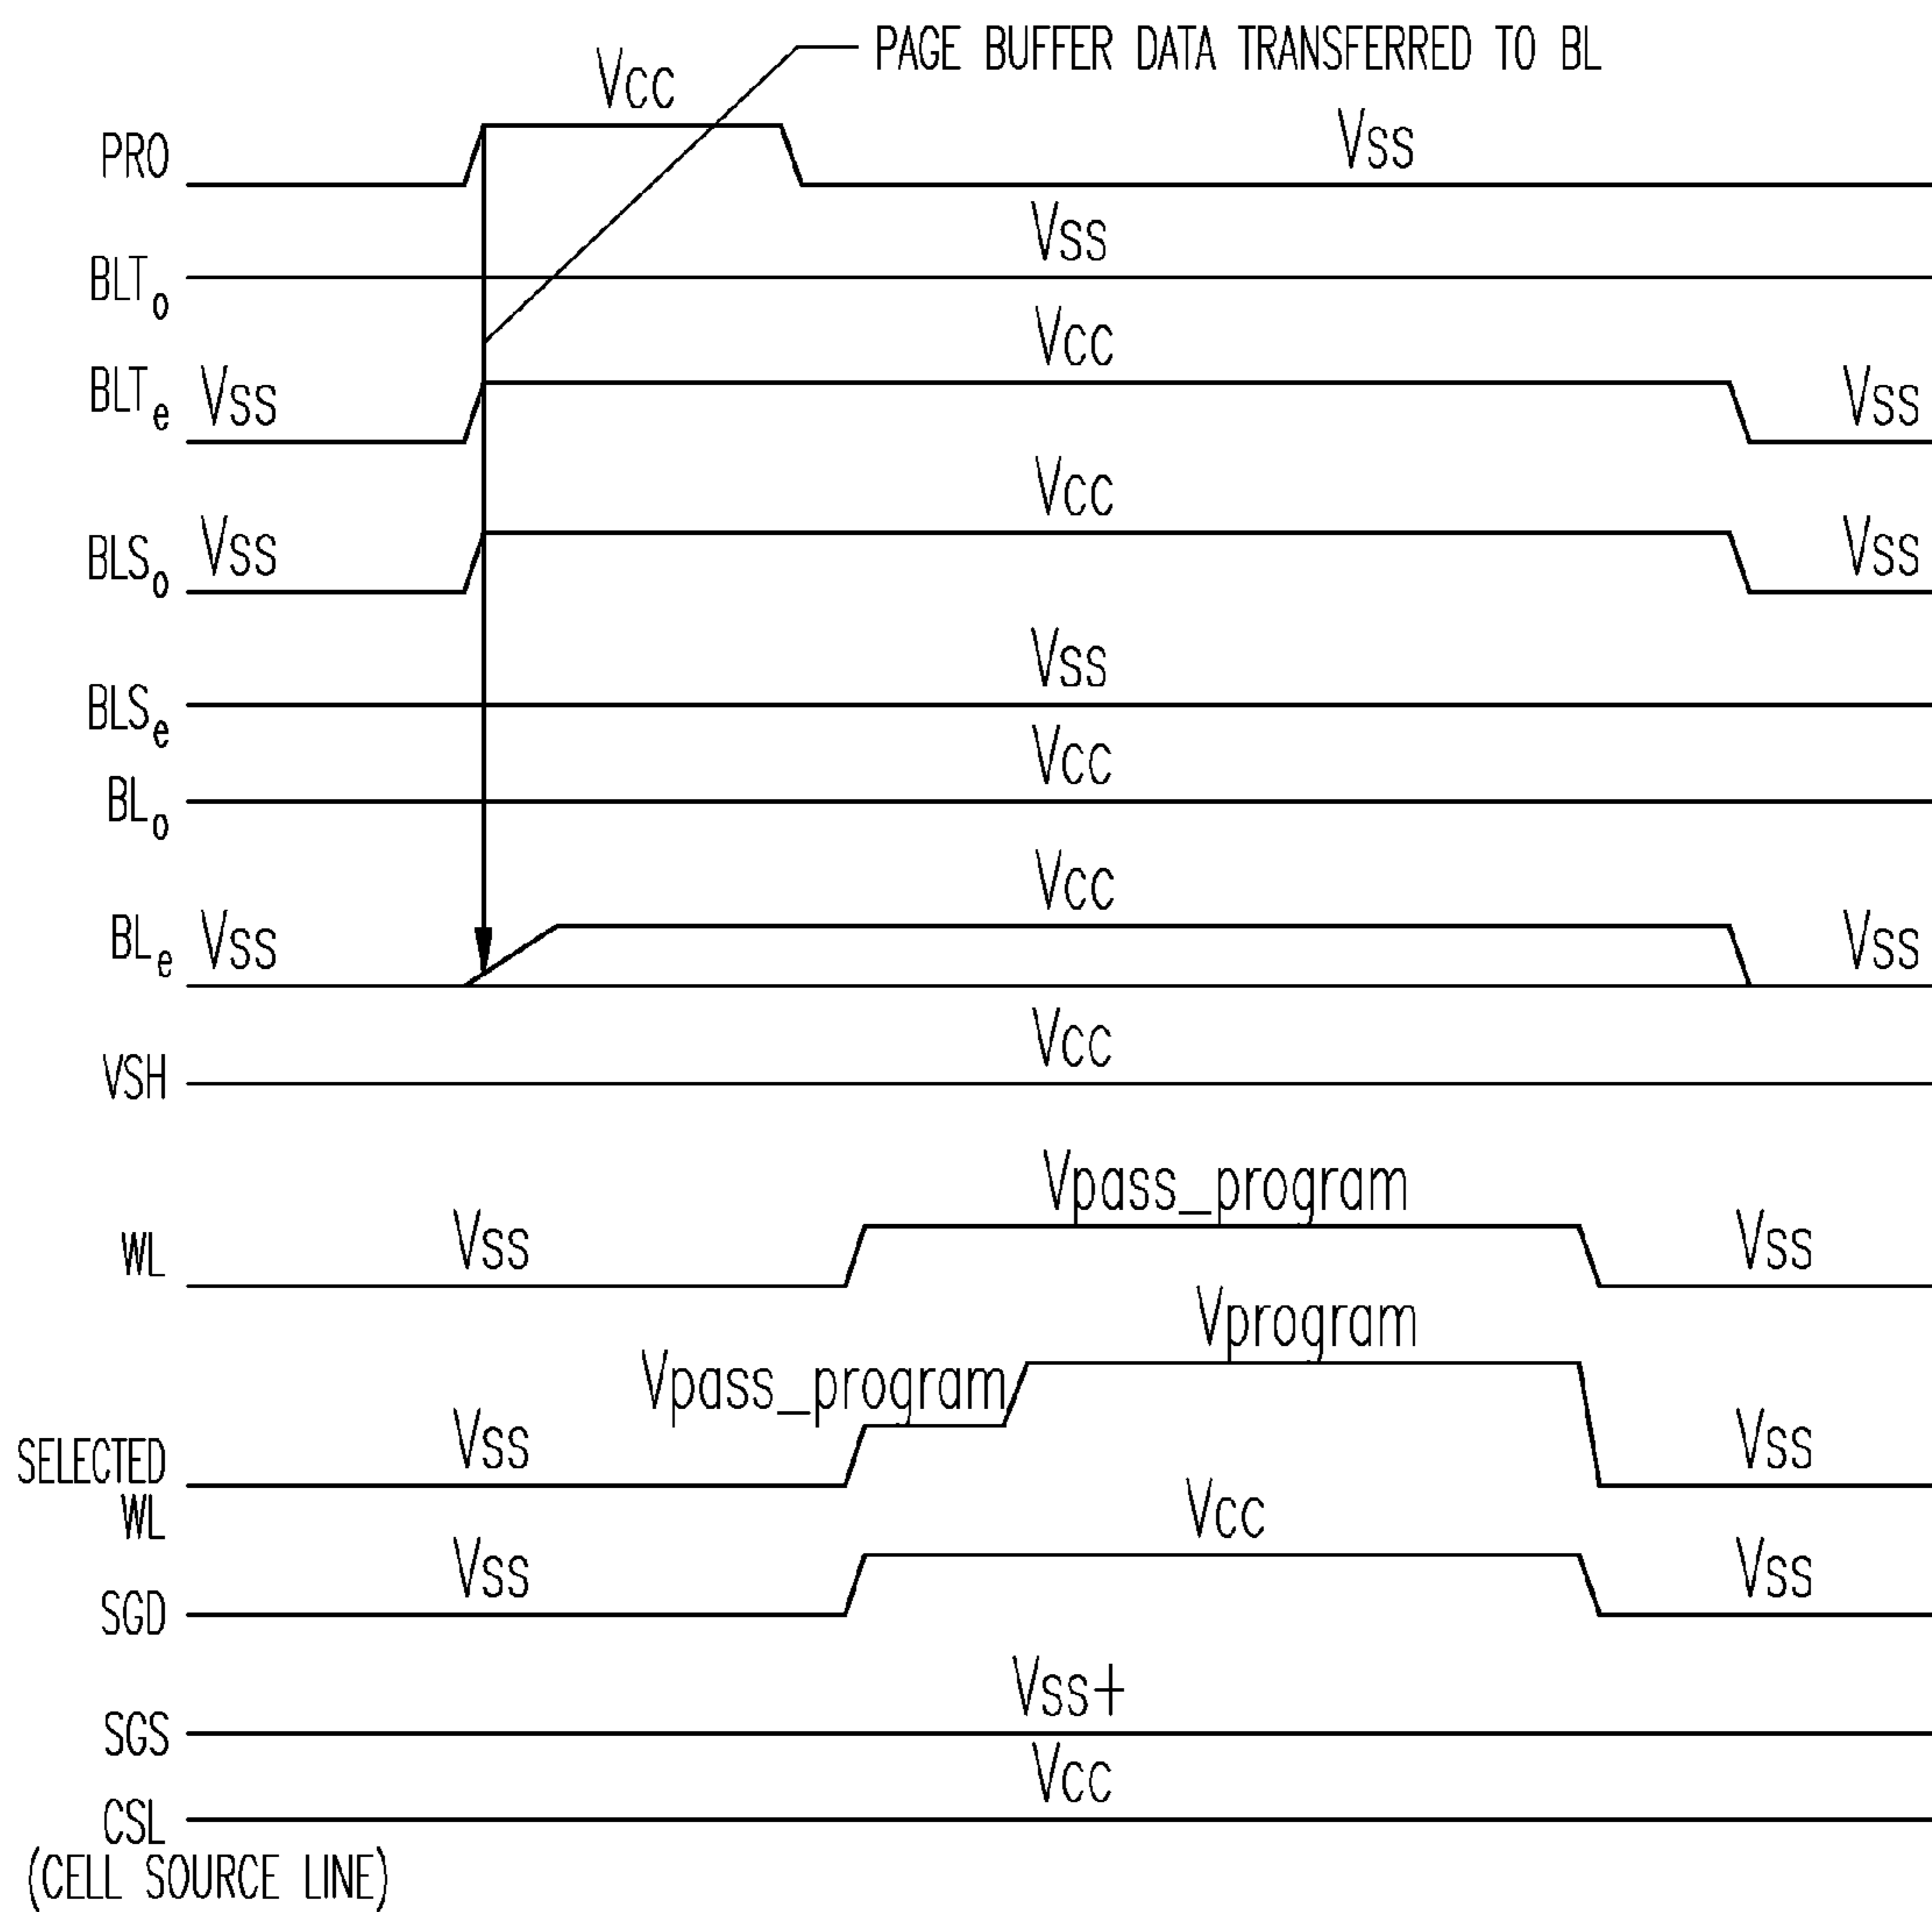 PAGE BUFFER DATA TRANSFERRED TO BL
PRO Vcc Vss
BLTo Vss
BLTe Vss Vcc Vss
BLSo Vss Vcc Vss
BLSe Vss
BLo Vcc
BLe Vss Vcc Vss
VSH Vcc
WL Vss Vpass_program Vss
SELECTED WL Vss Vpass_program Vprogram Vss
SGD Vss Vcc Vss
SGS Vss+
CSL Vcc
(CELL SOURCE LINE)